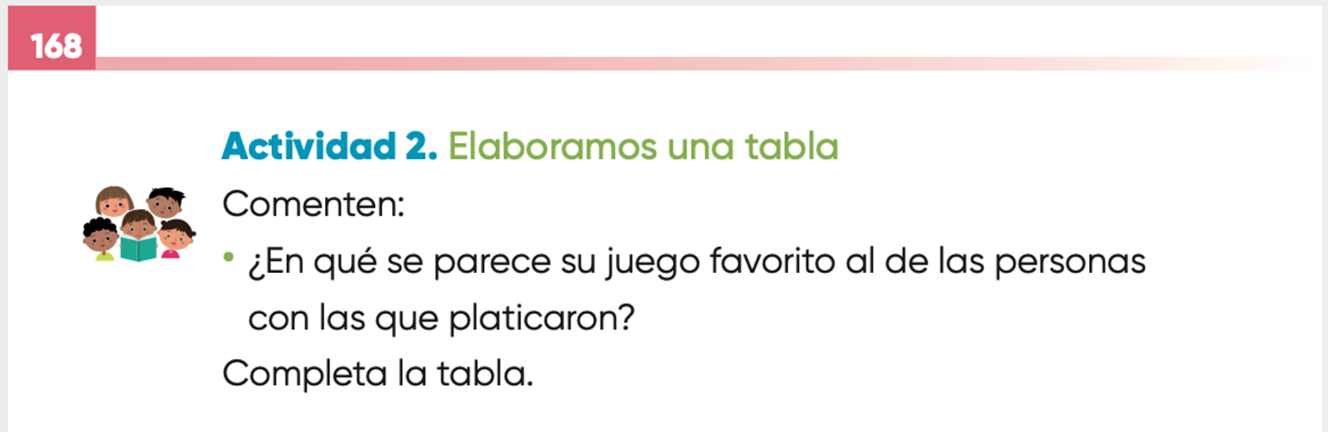 168
Actividad 2. Elaboramos una tabla
Comenten:
• ¿En qué se parece su juego favorito al de las personas
con las que platicaron?
Completa la tabla.